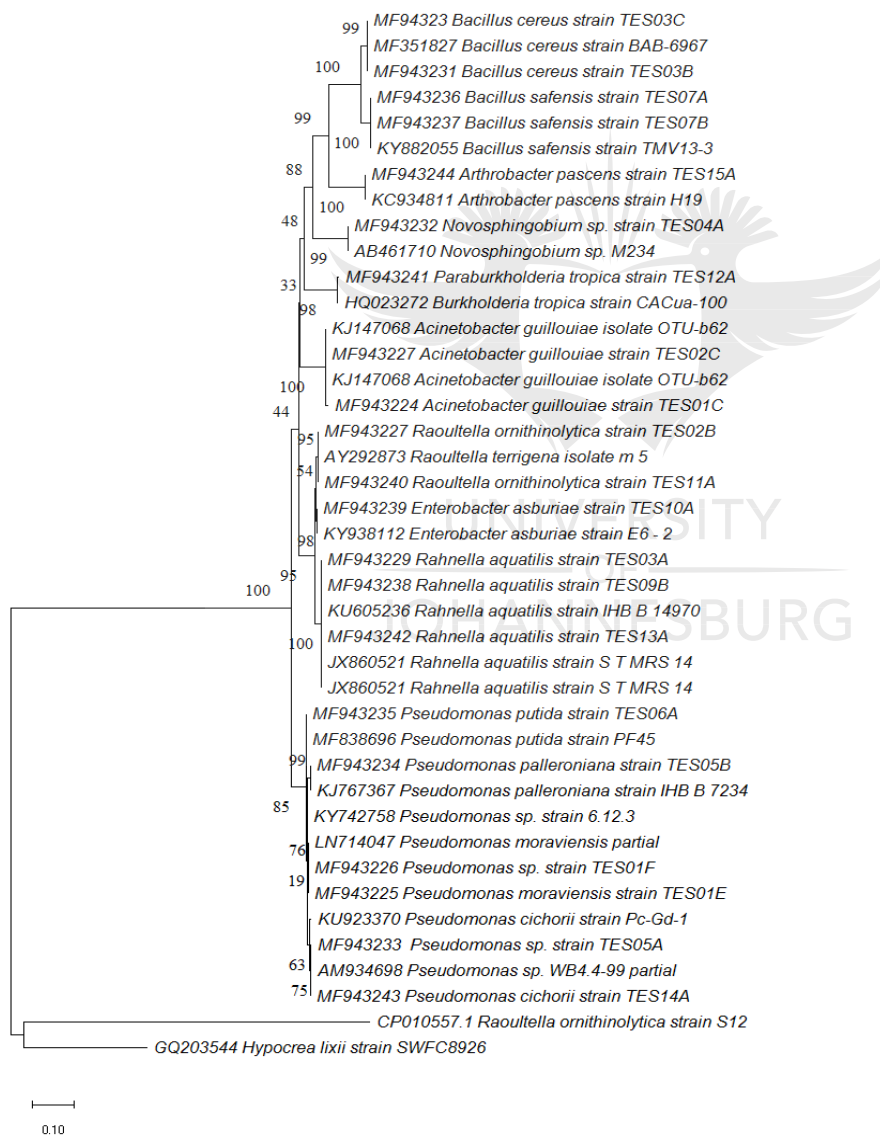 99
MF94323 Bacillus cereus strain TES03C
MF351827 Bacillus cereus strain BAB-6967
100
MF943231 Bacillus cereus strain TES03B
MF943236 Bacillus safensis strain TES07A
99
MF943237 Bacillus safensis strain TES07B
100
KY882055 Bacillus safensis strain TMV13-3
88
MF943244 Arthrobacter pascens strain TES15A
100
KC934811 Arthrobacter pascens strain H19
48
MF943232 Novosphingobium sp. strain TES04A
99
AB461710 Novosphingobium sp. M234
33
MF943241 Paraburkholderia tropica strain TES12A
98
HQ023272 Burkholderia tropica strain CACua-100
KJ147068 Acinetobacter guillouiae isolate OTU-b62
MF943227 Acinetobacter guillouiae strain TES02C
100
KJ147068 Acinetobacter guillouiae isolate OTU-b62
44
MF943224 Acinetobacter guillouiae strain TES01C
95
MF943227 Raoultella ornithinolytica strain TES02B
54
AY292873 Raoultella terrigena isolate m 5
MF943240 Raoultella ornithinolytica strain TES11A
MF943239 Enterobacter asburiae strain TES10A
98
KY938112 Enterobacter asburiae strain E6 - 2
MF943229 Rahnella aquatilis strain TES03A
95
100
MF943238 Rahnella aquatilis strain TES09B
KU605236 Rahnella aquatilis strain IHB B 14970
100
MF943242 Rahnella aquatilis strain TES13A
JX860521 Rahnella aquatilis strain S T MRS 14
JX860521 Rahnella aquatilis strain S T MRS 14
MF943235 Pseudomonas putida strain TES06A
MF838696 Pseudomonas putida strain PF45
99
MF943234 Pseudomonas palleroniana strain TES05B
KJ767367 Pseudomonas palleroniana strain IHB B 7234
85
KY742758 Pseudomonas sp. strain 6.12.3
76
LN714047 Pseudomonas moraviensis partial
19
MF943226 Pseudomonas sp. strain TES01F
MF943225 Pseudomonas moraviensis strain TES01E
KU923370 Pseudomonas cichorii strain Pc-Gd-1
MF943233 Pseudomonas sp. strain TES05A
63
AM934698 Pseudomonas sp. WB4.4-99 partial
75
MF943243 Pseudomonas cichorii strain TES14A
CP010557.1 Raoultella ornithinolytica strain S12
GQ203544 Hypocrea lixii strain SWFC8926
0.10
UNIVERSITY
OF
JOHANNESBURG